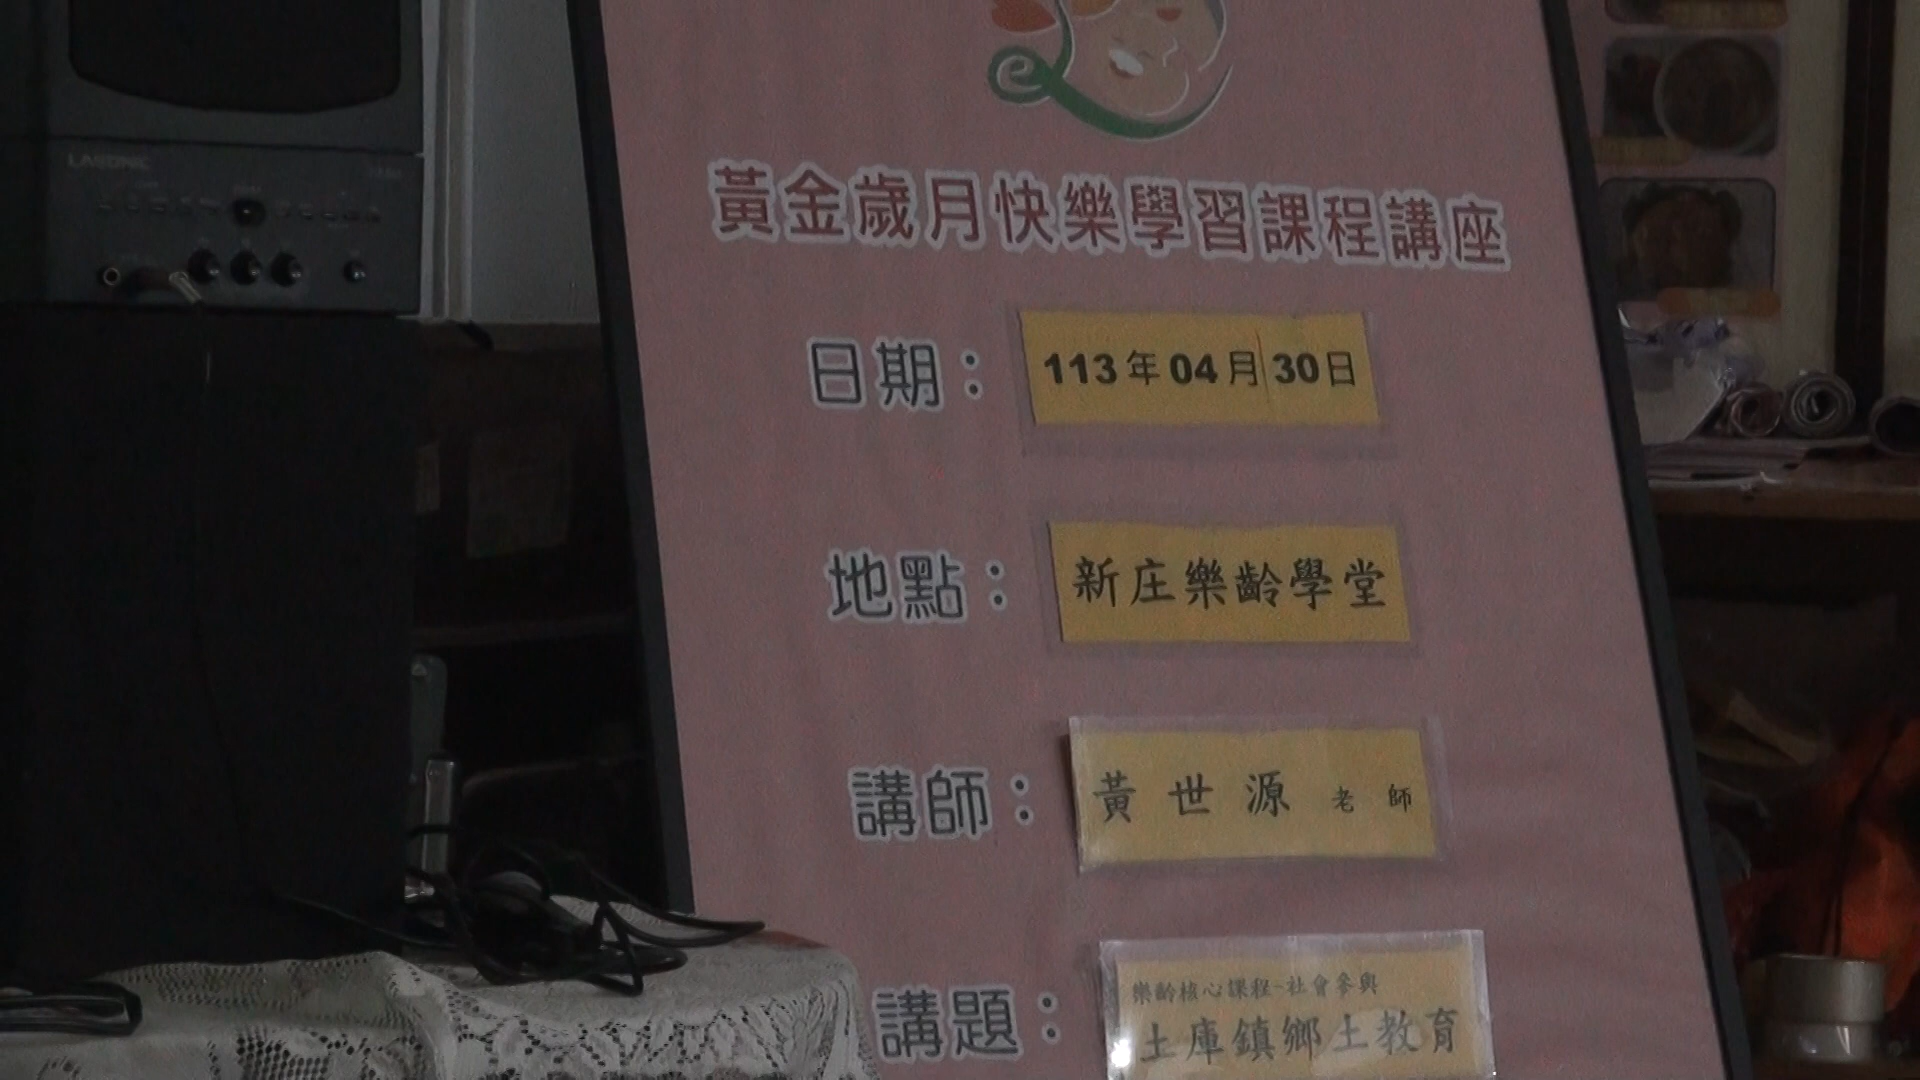 LASONIC
黃金歲月快樂學習課程講座
日期：113年04月30日
地點：新庄樂齡學堂
講師：黃世源 老師
講題：樂齡核心課程-社會參與
土庫鎮鄉土教育